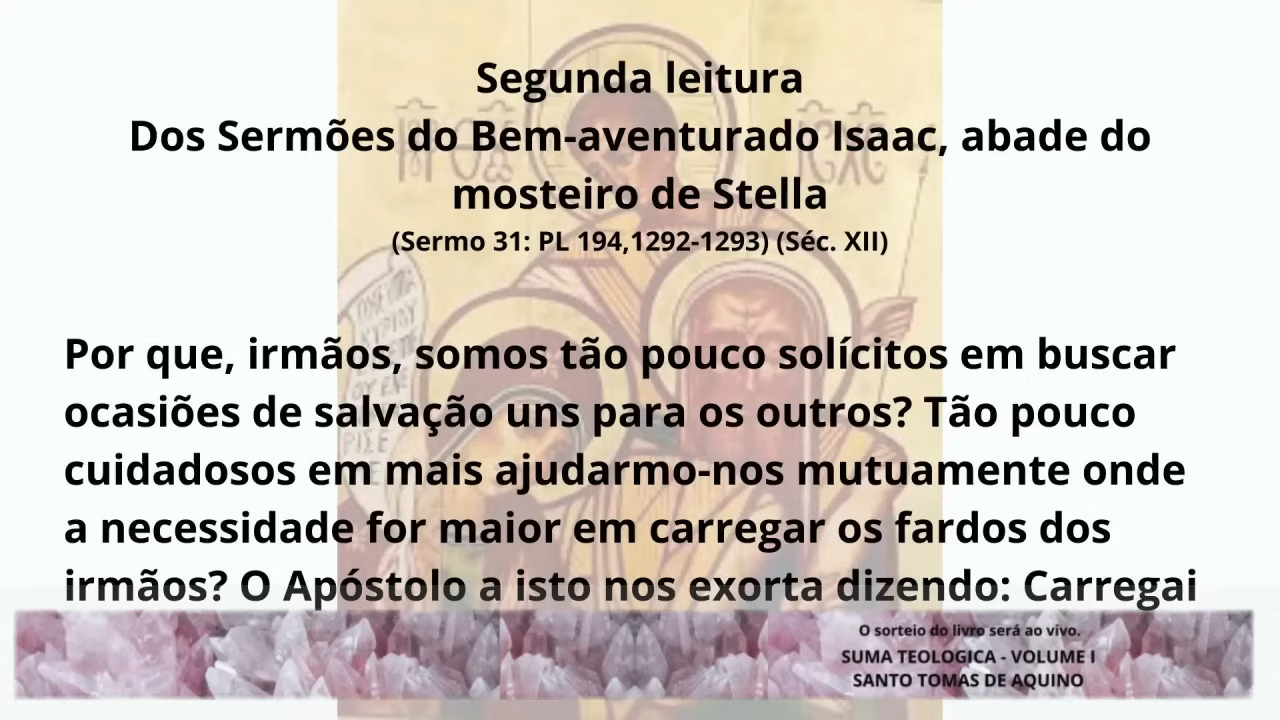 Segunda leitura
Dos Sermões do Bem-aventurado Isaac, abade do
mosteiro de Stella
(Sermo 31: PL 194,1292-1293) (Séc. XII)
Por que, irmãos, somos tão pouco solícitos em buscar
ocasiões de salvação uns para os outros? Tão pouco
cuidadosos em mais ajudarmo-nos mutuamente onde
a necessidade for maior em carregar os fardos dos
irmãos? O Apóstolo a isto nos exorta dizendo: Carregai
O sorteio do livro será ao vivo.
SUMA TEOLOGICA - VOLUME I
SANTO TOMAS DE AQUINO